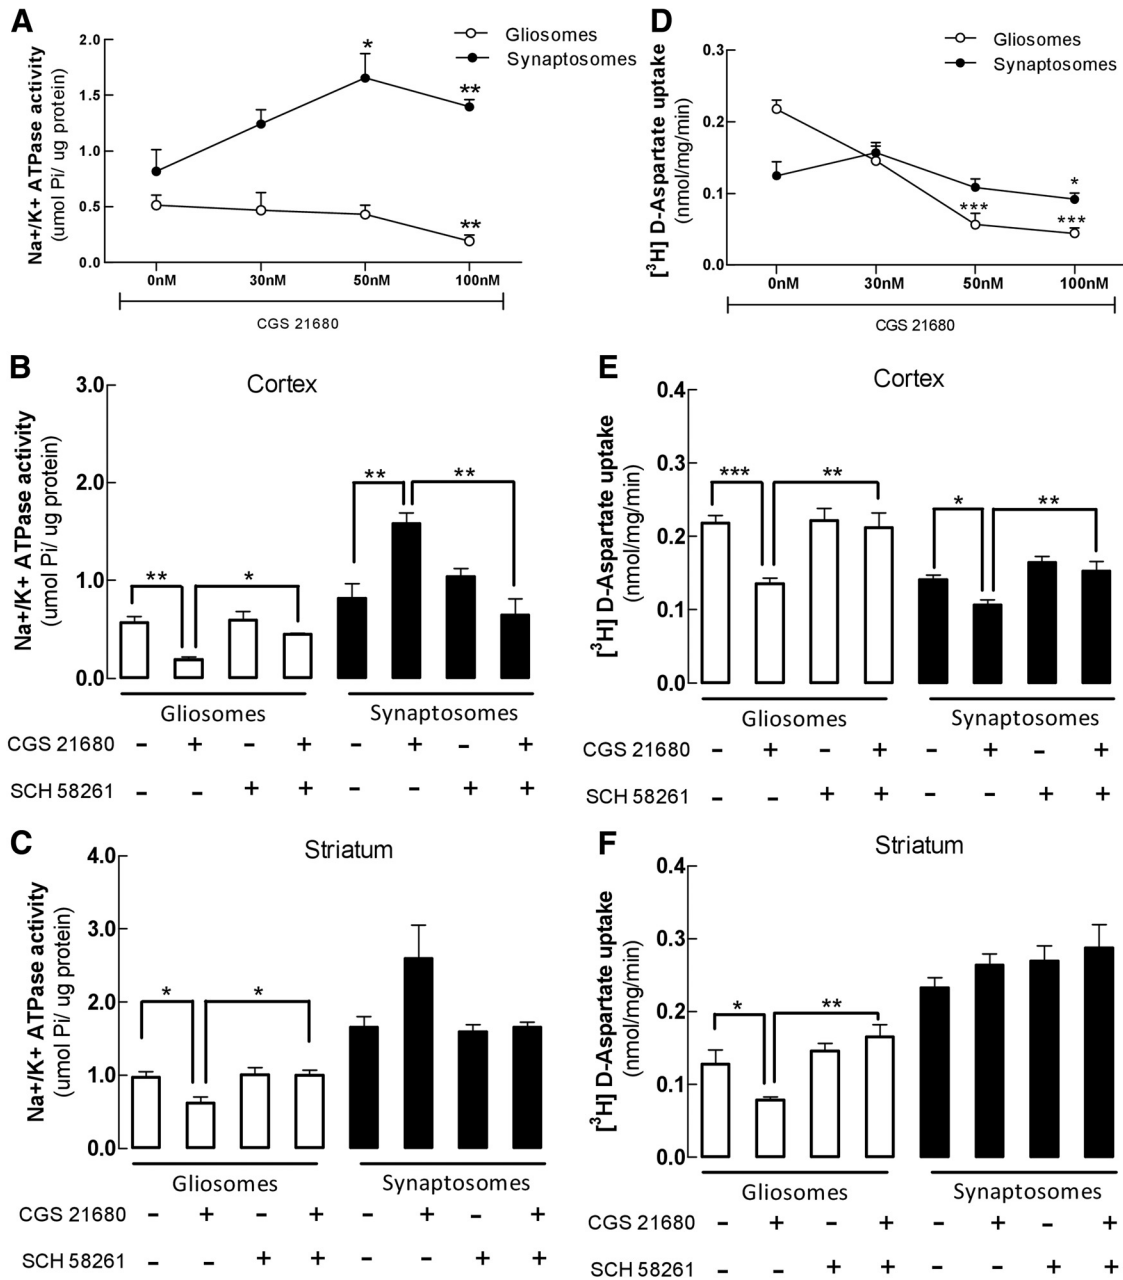 A
Na+/K+ ATPase activity
(umol Pi/ ug protein)
2.0
1.5
1.0
0.5
0.0
Gliosomes
Synaptosomes
*
**
**
0nM
30nM
50nM
100nM
CGS 21680
D
[³H] D-Aspartate uptake
(nmol/mg/min)
0.3
0.2
0.1
0.0
Gliosomes
Synaptosomes
***
*
***
0nM
30nM
50nM
100nM
CGS 21680
B
Cortex
Na+/K+ ATPase activity
(umol Pi/ ug protein)
3.0
2.0
1.0
0.0
**
*
**
**
Gliosomes
Synaptosomes
CGS 21680 - + - + - + - +
SCH 58261 - - + + - - + +
E
Cortex
[³H] D-Aspartate uptake
(nmol/mg/min)
0.4
0.3
0.2
0.1
0.0
***
**
*
**
Gliosomes
Synaptosomes
CGS 21680 - + - + - + - +
SCH 58261 - - + + - - + +
C
Striatum
Na+/K+ ATPase activity
(umol Pi/ ug protein)
4.0
3.0
2.0
1.0
0.0
*
*
Gliosomes
Synaptosomes
CGS 21680 - + - + - + - +
SCH 58261 - - + + - - + +
F
Striatum
[³H] D-Aspartate uptake
(nmol/mg/min)
0.4
0.3
0.2
0.1
0.0
*
**
Gliosomes
Synaptosomes
CGS 21680 - + - + - + - +
SCH 58261 - - + + - - + +